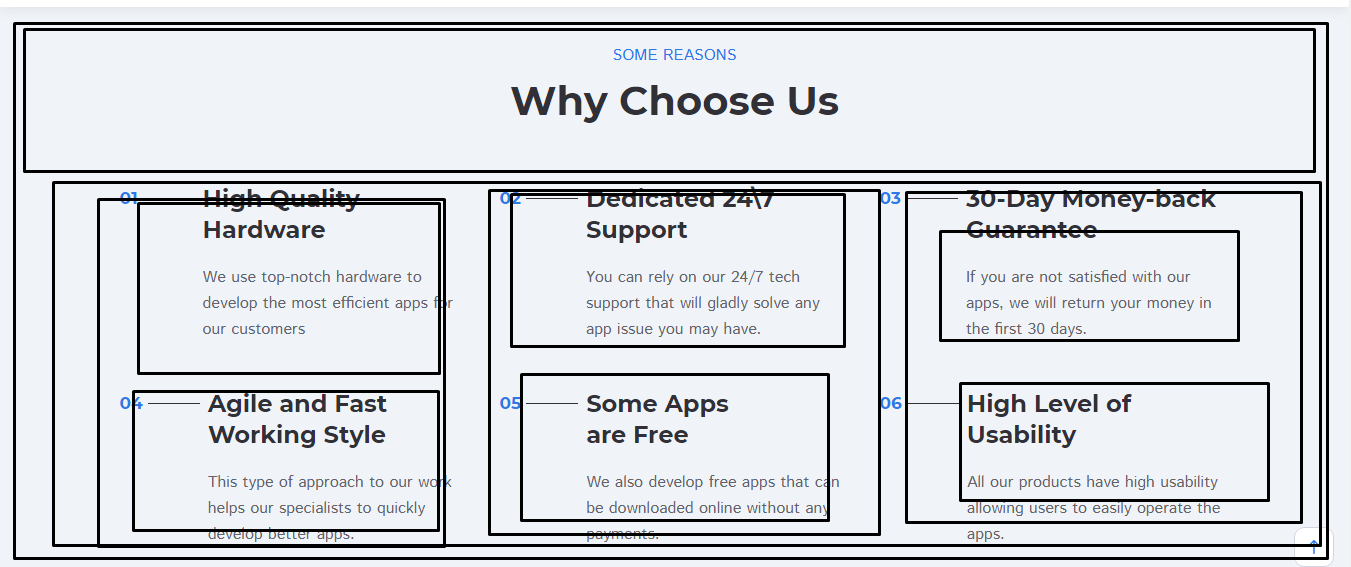 SOME REASONS
Why Choose Us
01
High Quality
Hardware
We use top-notch hardware to
develop the most efficient apps for
our customers
02
Dedicated 24\7
Support
You can rely on our 24/7 tech
support that will gladly solve any
app issue you may have.
03
30-Day Money-back
Guarantee
If you are not satisfied with our
apps, we will return your money in
the first 30 days.
04
Agile and Fast
Working Style
This type of approach to our work
helps our specialists to quickly
develop better apps.
05
Some Apps
are Free
We also develop free apps that can
be downloaded online without any
payments.
06
High Level of
Usability
All our products have high usability
allowing users to easily operate the
apps.